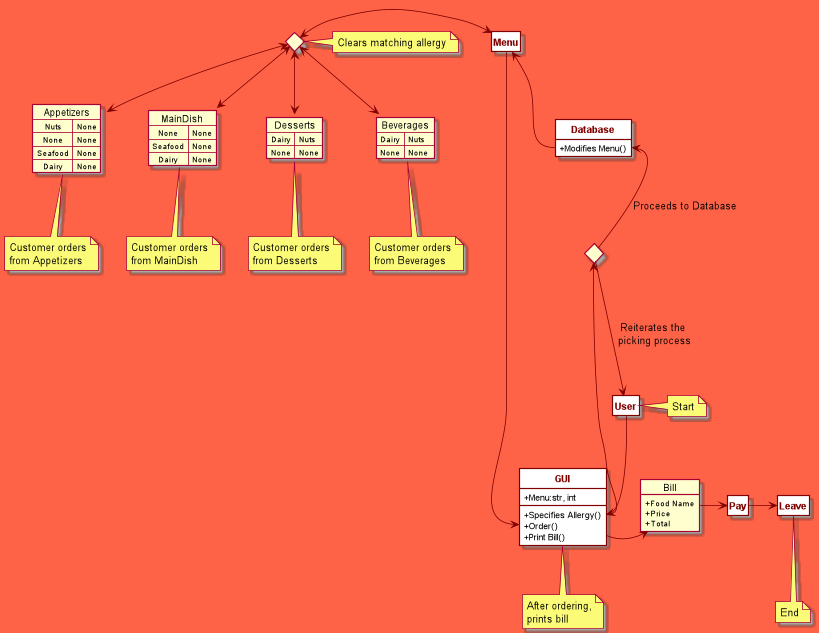 Clears matching allergy
Menu
Appetizers
Nuts None
None None
Seafood None
Dairy None
MainDish
None None
Seafood None
Dairy None
Desserts
Dairy Nuts
None None
Beverages
Dairy Nuts
None None
Database
+Modifies Menu()
Proceeds to Database
Customer orders
from Appetizers
Customer orders
from MainDish
Customer orders
from Desserts
Customer orders
from Beverages
Reiterates the
picking process
User
Start
GUI
+Menu:str, int
+Specifies Allergy()
+Order()
+Print Bill()
Bill
+Food Name
+Price
+Total
Pay
Leave
After ordering,
prints bill
End